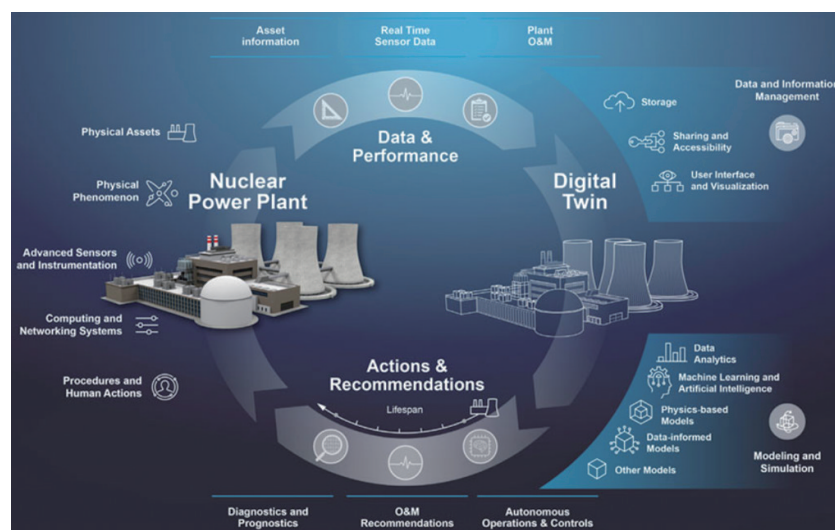 Asset
information
Real Time
Sensor Data
Plant
O&M
Data &
Performance
Nuclear
Power Plant
Digital
Twin
Physical Assets
Physical
Phenomenon
Advanced Sensors
and Instrumentation
Computing and
Networking Systems
Procedures and
Human Actions
Storage
Sharing and
Accessibility
User Interface
and Visualization
Data and Information
Management
Actions &
Recommendations
Lifespan
Data
Analytics
Machine Learning and
Artificial Intelligence
Physics-based
Models
Data-informed
Models
Other Models
Modeling and
Simulation
Diagnostics and
Prognostics
O&M
Recommendations
Autonomous
Operations & Controls